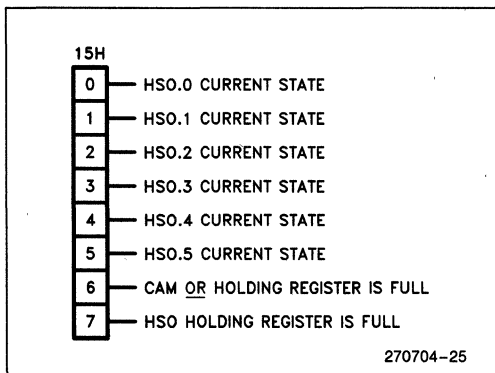 15H
0 HSO.0 CURRENT STATE
1 HSO.1 CURRENT STATE
2 HSO.2 CURRENT STATE
3 HSO.3 CURRENT STATE
4 HSO.4 CURRENT STATE
5 HSO.5 CURRENT STATE
6 CAM OR HOLDING REGISTER IS FULL
7 HSO HOLDING REGISTER IS FULL
270704-25